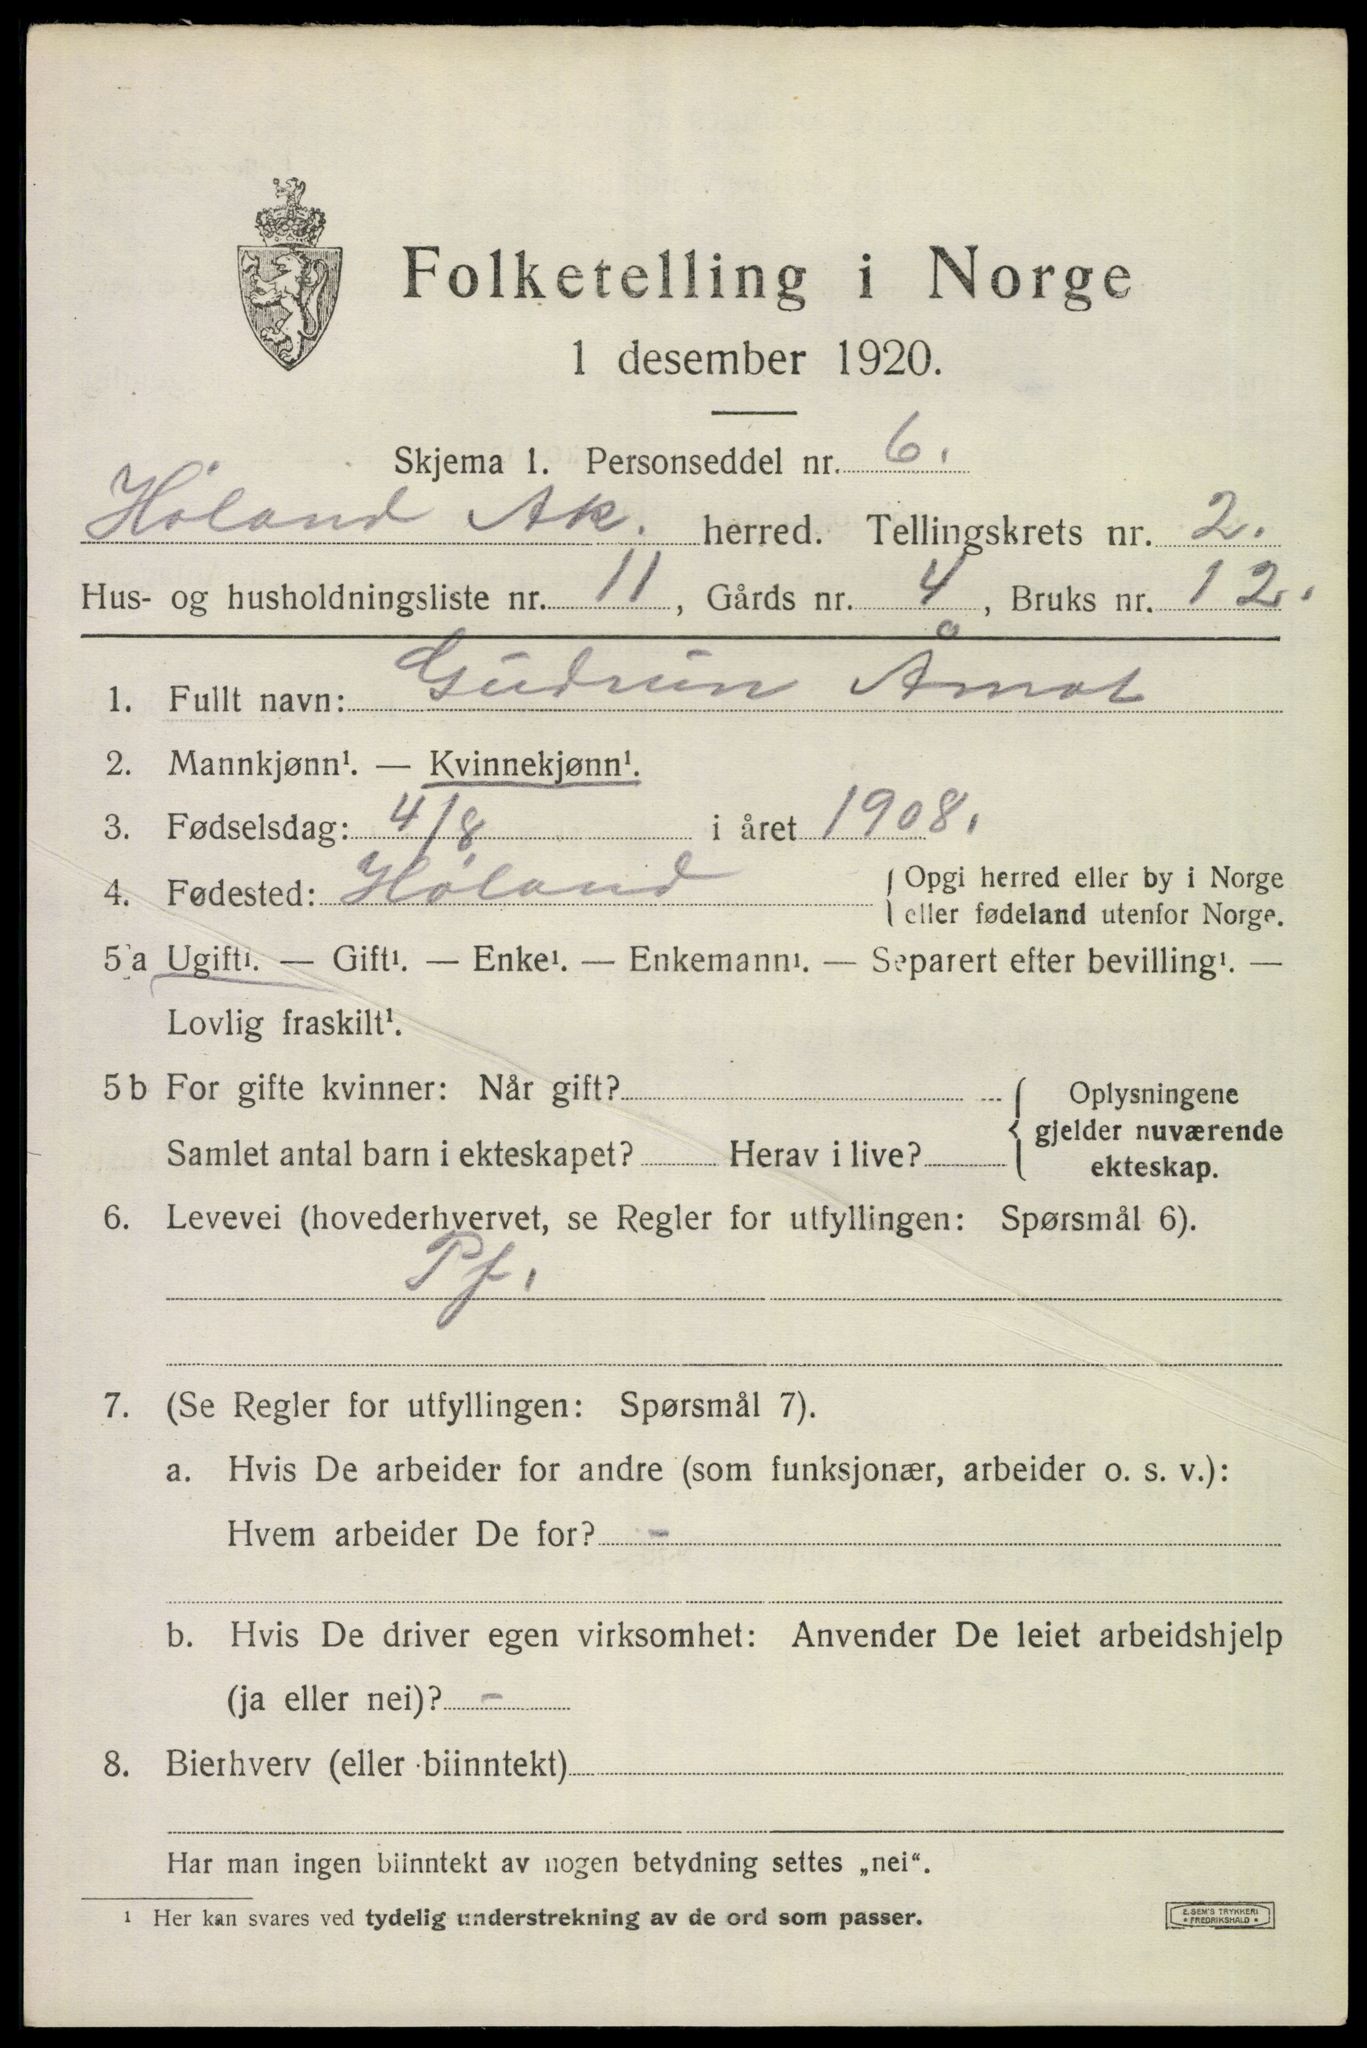 Folketelling i Norge
1 desember 1920.
Skjema 1. Personseddel nr. 6.
Høland Ak. herred. Tellingskrets nr. 2.
Hus- og husholdningsliste nr. 11, Gårds nr. 4, Bruks nr. 12.
1. Fullt navn: Gudrun Åmot
2. Mannkjønn¹. — Kvinnekjønn¹.
3. Fødselsdag: 4/8 i året 1908.
4. Fødested: Høland { Opgi herred eller by i Norge
eller fødeland utenfor Norge.
5 a Ugift¹. — Gift¹. — Enke¹. — Enkemann¹. — Separert efter bevilling¹. —
Lovlig fraskilt¹.
5 b For gifte kvinner: Når gift? { Oplysningene
gjelder nuværende
Samlet antal barn i ekteskapet? Herav i live? ekteskap.
6. Levevei (hovederhvervet, se Regler for utfyllingen: Spørsmål 6).
Pf.
7. (Se Regler for utfyllingen: Spørsmål 7).
a. Hvis De arbeider for andre (som funksjonær, arbeider o. s. v.):
Hvem arbeider De for? -
b. Hvis De driver egen virksomhet: Anvender De leiet arbeidshjelp
(ja eller nei)? -
8. Bierhverv (eller biinntekt)
Har man ingen biinntekt av nogen betydning settes „nei“.
¹ Her kan svares ved tydelig understrekning av de ord som passer.
E. SEM'S TRYKKERI
* FREDRIKSHALD *